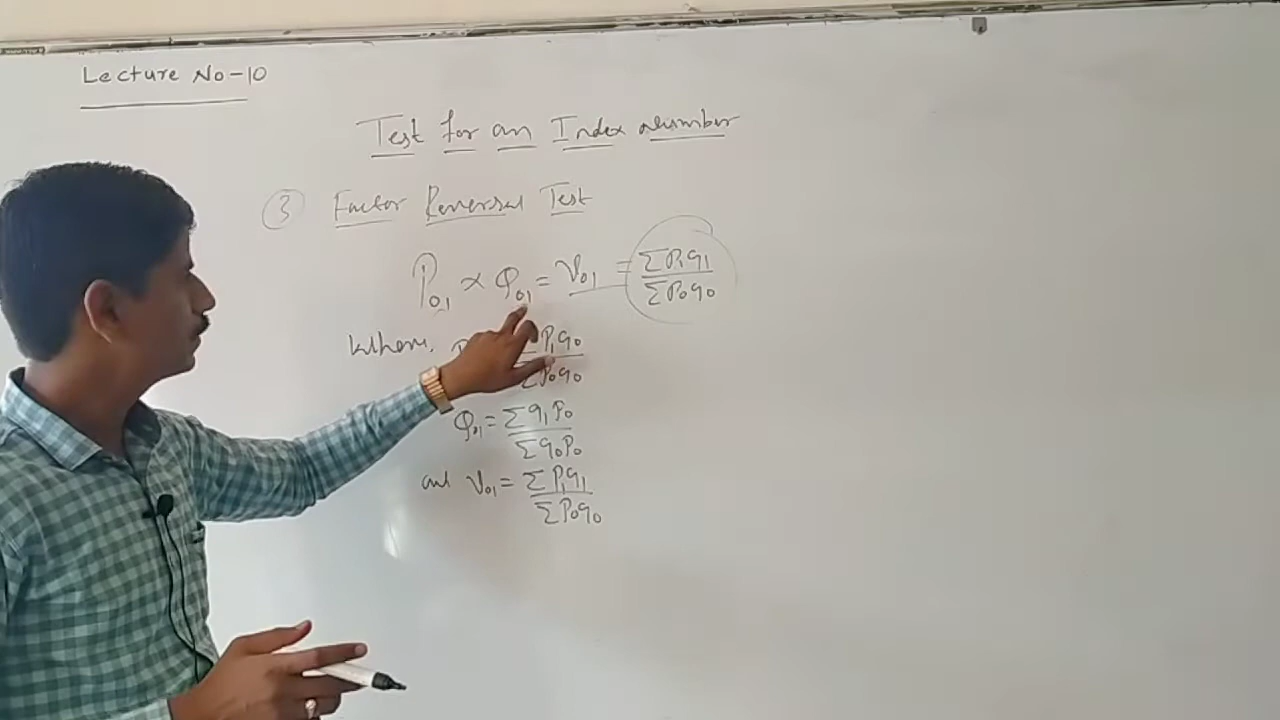 Lecture No-10
Test for an Index Number
③ Factor Reversal Test
P₀₁ × Q₀₁ = V₀₁ = ΣP₁q₁ / ΣP₀q₀
Where, P₁q₀ / ΣP₀q₀
Q₀₁ = Σq₁P₀ / Σq₀P₀
and V₀₁ = ΣP₁q₁ / ΣP₀q₀